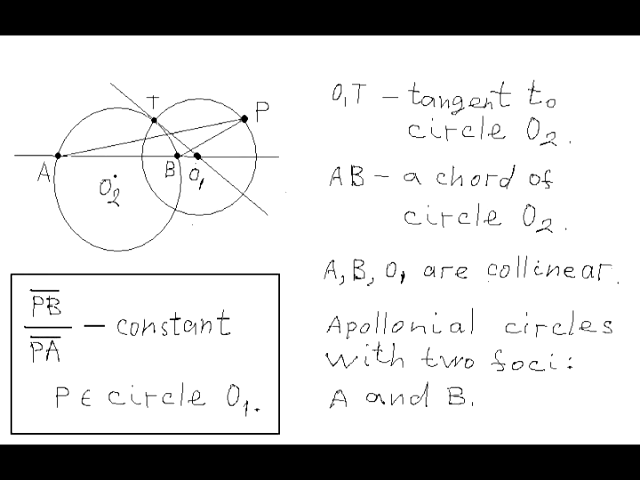 T
P
A
B
O₁
O₂
O₁T – tangent to
circle O₂.
AB – a chord of
circle O₂.
A, B, O₁ are collinear.
Apollonial circles
with two foci:
A and B.
PB
PA
– constant
P ∈ circle O₁.